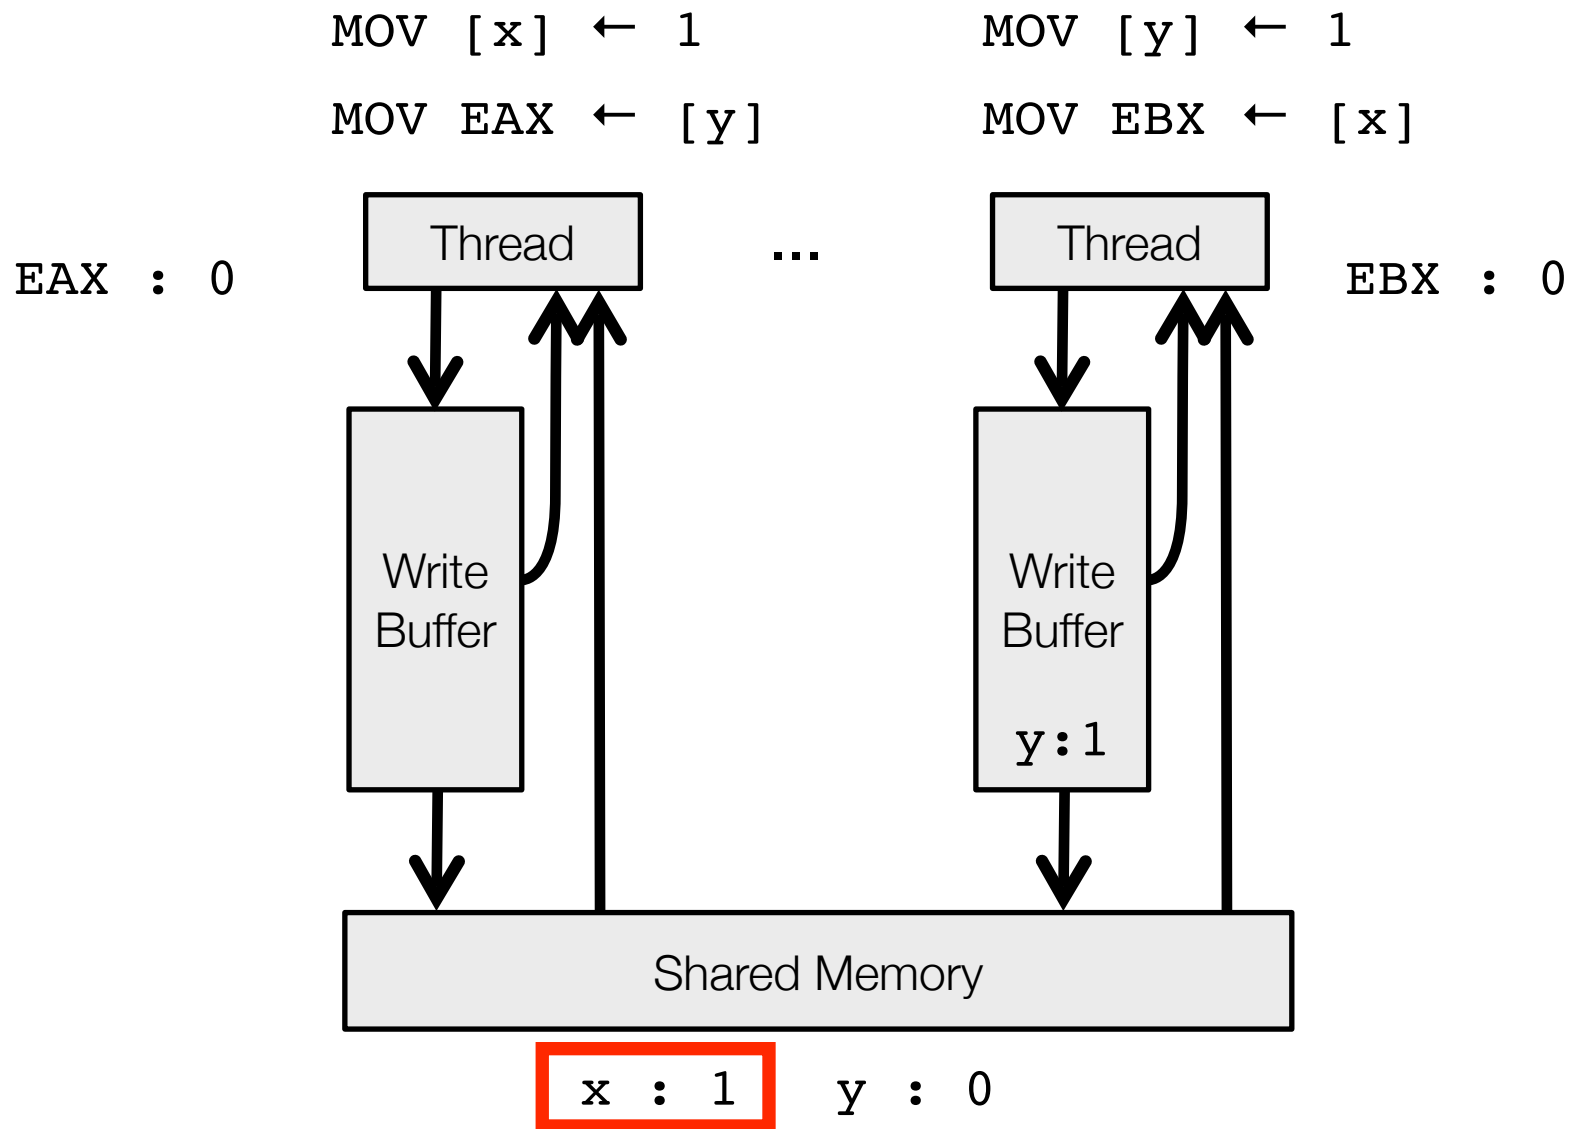 MOV [x] ← 1
MOV EAX ← [y]
MOV [y] ← 1
MOV EBX ← [x]
Thread
...
Thread
EAX : 0
EBX : 0
Write
Buffer
Write
Buffer
y:1
Shared Memory
x : 1
y : 0